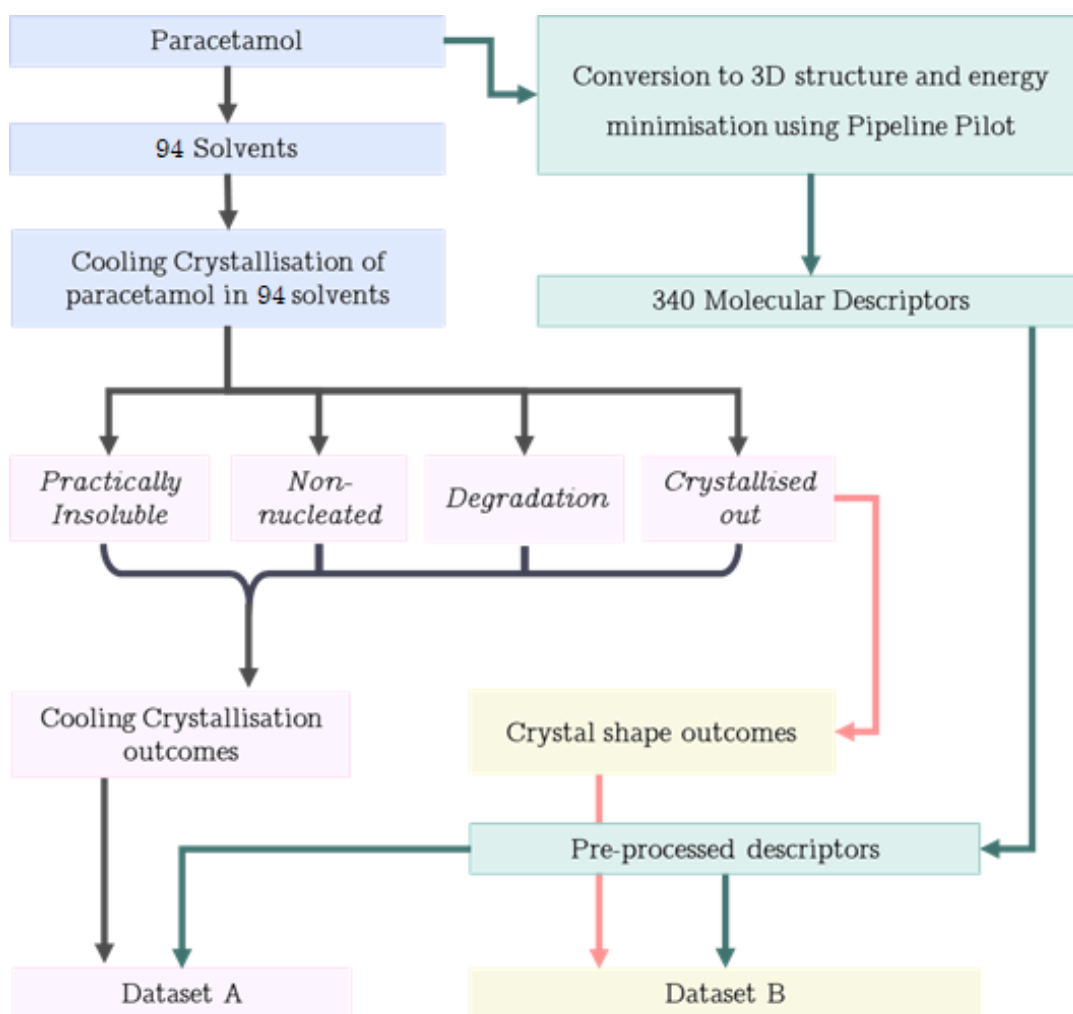 Paracetamol
Conversion to 3D structure and energy
minimisation using Pipeline Pilot
94 Solvents
Cooling Crystallisation of
paracetamol in 94 solvents
340 Molecular Descriptors
Practically
Insoluble
Non-
nucleated
Degradation
Crystallised
out
Cooling Crystallisation
outcomes
Crystal shape outcomes
Pre-processed descriptors
Dataset A
Dataset B